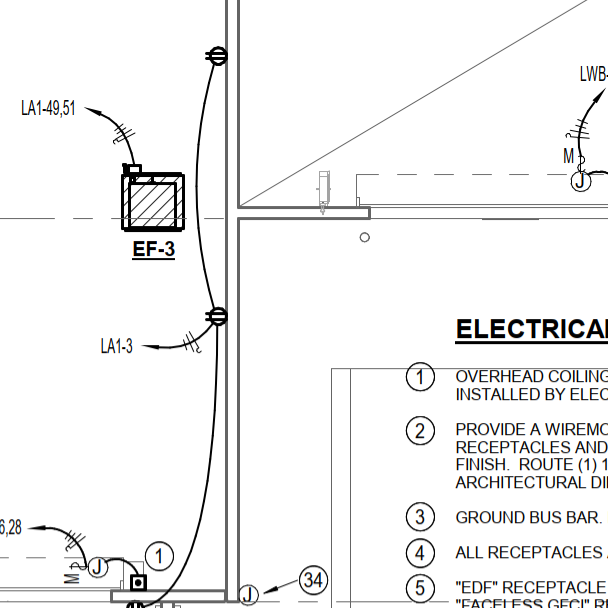 LWB-
LA1-49,51
M
J
EF-3
LA1-3
ELECTRICAL
1 OVERHEAD COILING
INSTALLED BY ELEC
2 PROVIDE A WIREMO
RECEPTACLES AND
FINISH. ROUTE (1) 1
ARCHITECTURAL DI
3 GROUND BUS BAR.
4 ALL RECEPTACLES
5 "EDF" RECEPTACLE
"FACELESS GFCI" R
6,28
M
J
1
J
34